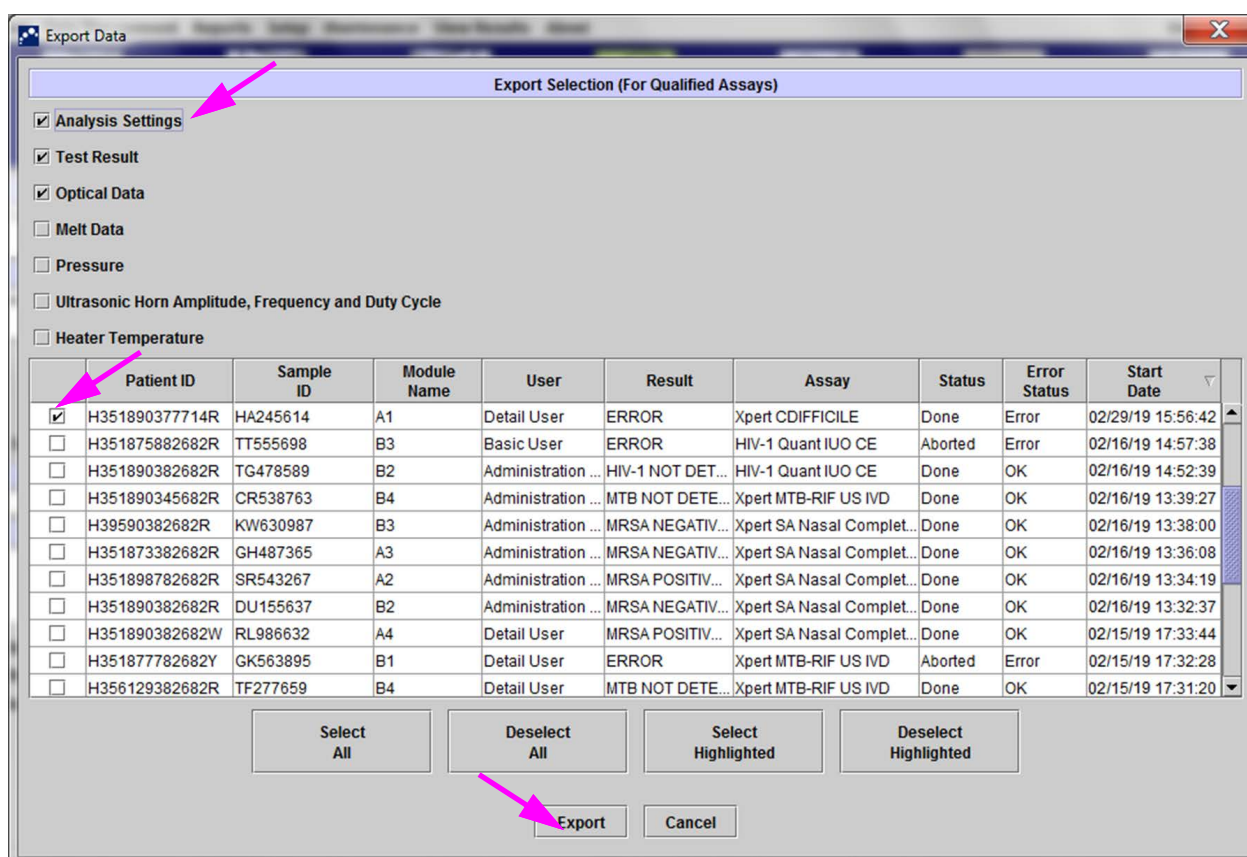 Export Data
Export Selection (For Qualified Assays)
Analysis Settings
Test Result
Optical Data
Melt Data
Pressure
Ultrasonic Horn Amplitude, Frequency and Duty Cycle
Heater Temperature
Patient ID Sample ID Module Name User Result Assay Status Error Status Start Date
H351890377714R HA245614 A1 Detail User ERROR Xpert CDIFFICILE Done Error 02/29/19 15:56:42
H351875882682R TT555698 B3 Basic User ERROR HIV-1 Quant IUO CE Aborted Error 02/16/19 14:57:38
H351890382682R TG478589 B2 Administration ... HIV-1 NOT DET... HIV-1 Quant IUO CE Done OK 02/16/19 14:52:39
H351890345682R CR538763 B4 Administration ... MTB NOT DETE... Xpert MTB-RIF US IVD Done OK 02/16/19 13:39:27
H39590382682R KW630987 B3 Administration ... MRSA NEGATIV... Xpert SA Nasal Complet... Done OK 02/16/19 13:38:00
H351873382682R GH487365 A3 Administration ... MRSA NEGATIV... Xpert SA Nasal Complet... Done OK 02/16/19 13:36:08
H351898782682R SR543267 A2 Administration ... MRSA POSITIV... Xpert SA Nasal Complet... Done OK 02/16/19 13:34:19
H351890382682R DU155637 B2 Administration ... MRSA NEGATIV... Xpert SA Nasal Complet... Done OK 02/16/19 13:32:37
H351890382682W RL986632 A4 Detail User MRSA POSITIV... Xpert SA Nasal Complet... Done OK 02/15/19 17:33:44
H351877782682Y GK563895 B1 Detail User ERROR Xpert MTB-RIF US IVD Aborted Error 02/15/19 17:32:28
H356129382682R TF277659 B4 Detail User MTB NOT DETE... Xpert MTB-RIF US IVD Done OK 02/15/19 17:31:20
Select All
Deselect All
Select Highlighted
Deselect Highlighted
Export Cancel